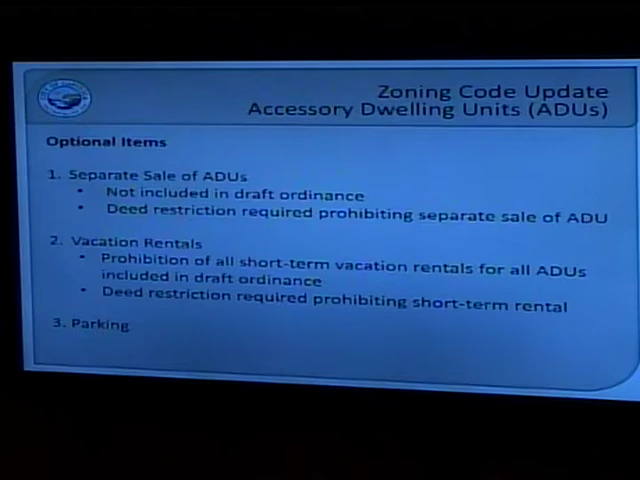 Zoning Code Update
Accessory Dwelling Units (ADUs)
Optional Items
1. Separate Sale of ADUs
• Not included in draft ordinance
• Deed restriction required prohibiting separate sale of ADU
2. Vacation Rentals
• Prohibition of all short-term vacation rentals for all ADUs
included in draft ordinance
• Deed restriction required prohibiting short-term rental
3. Parking